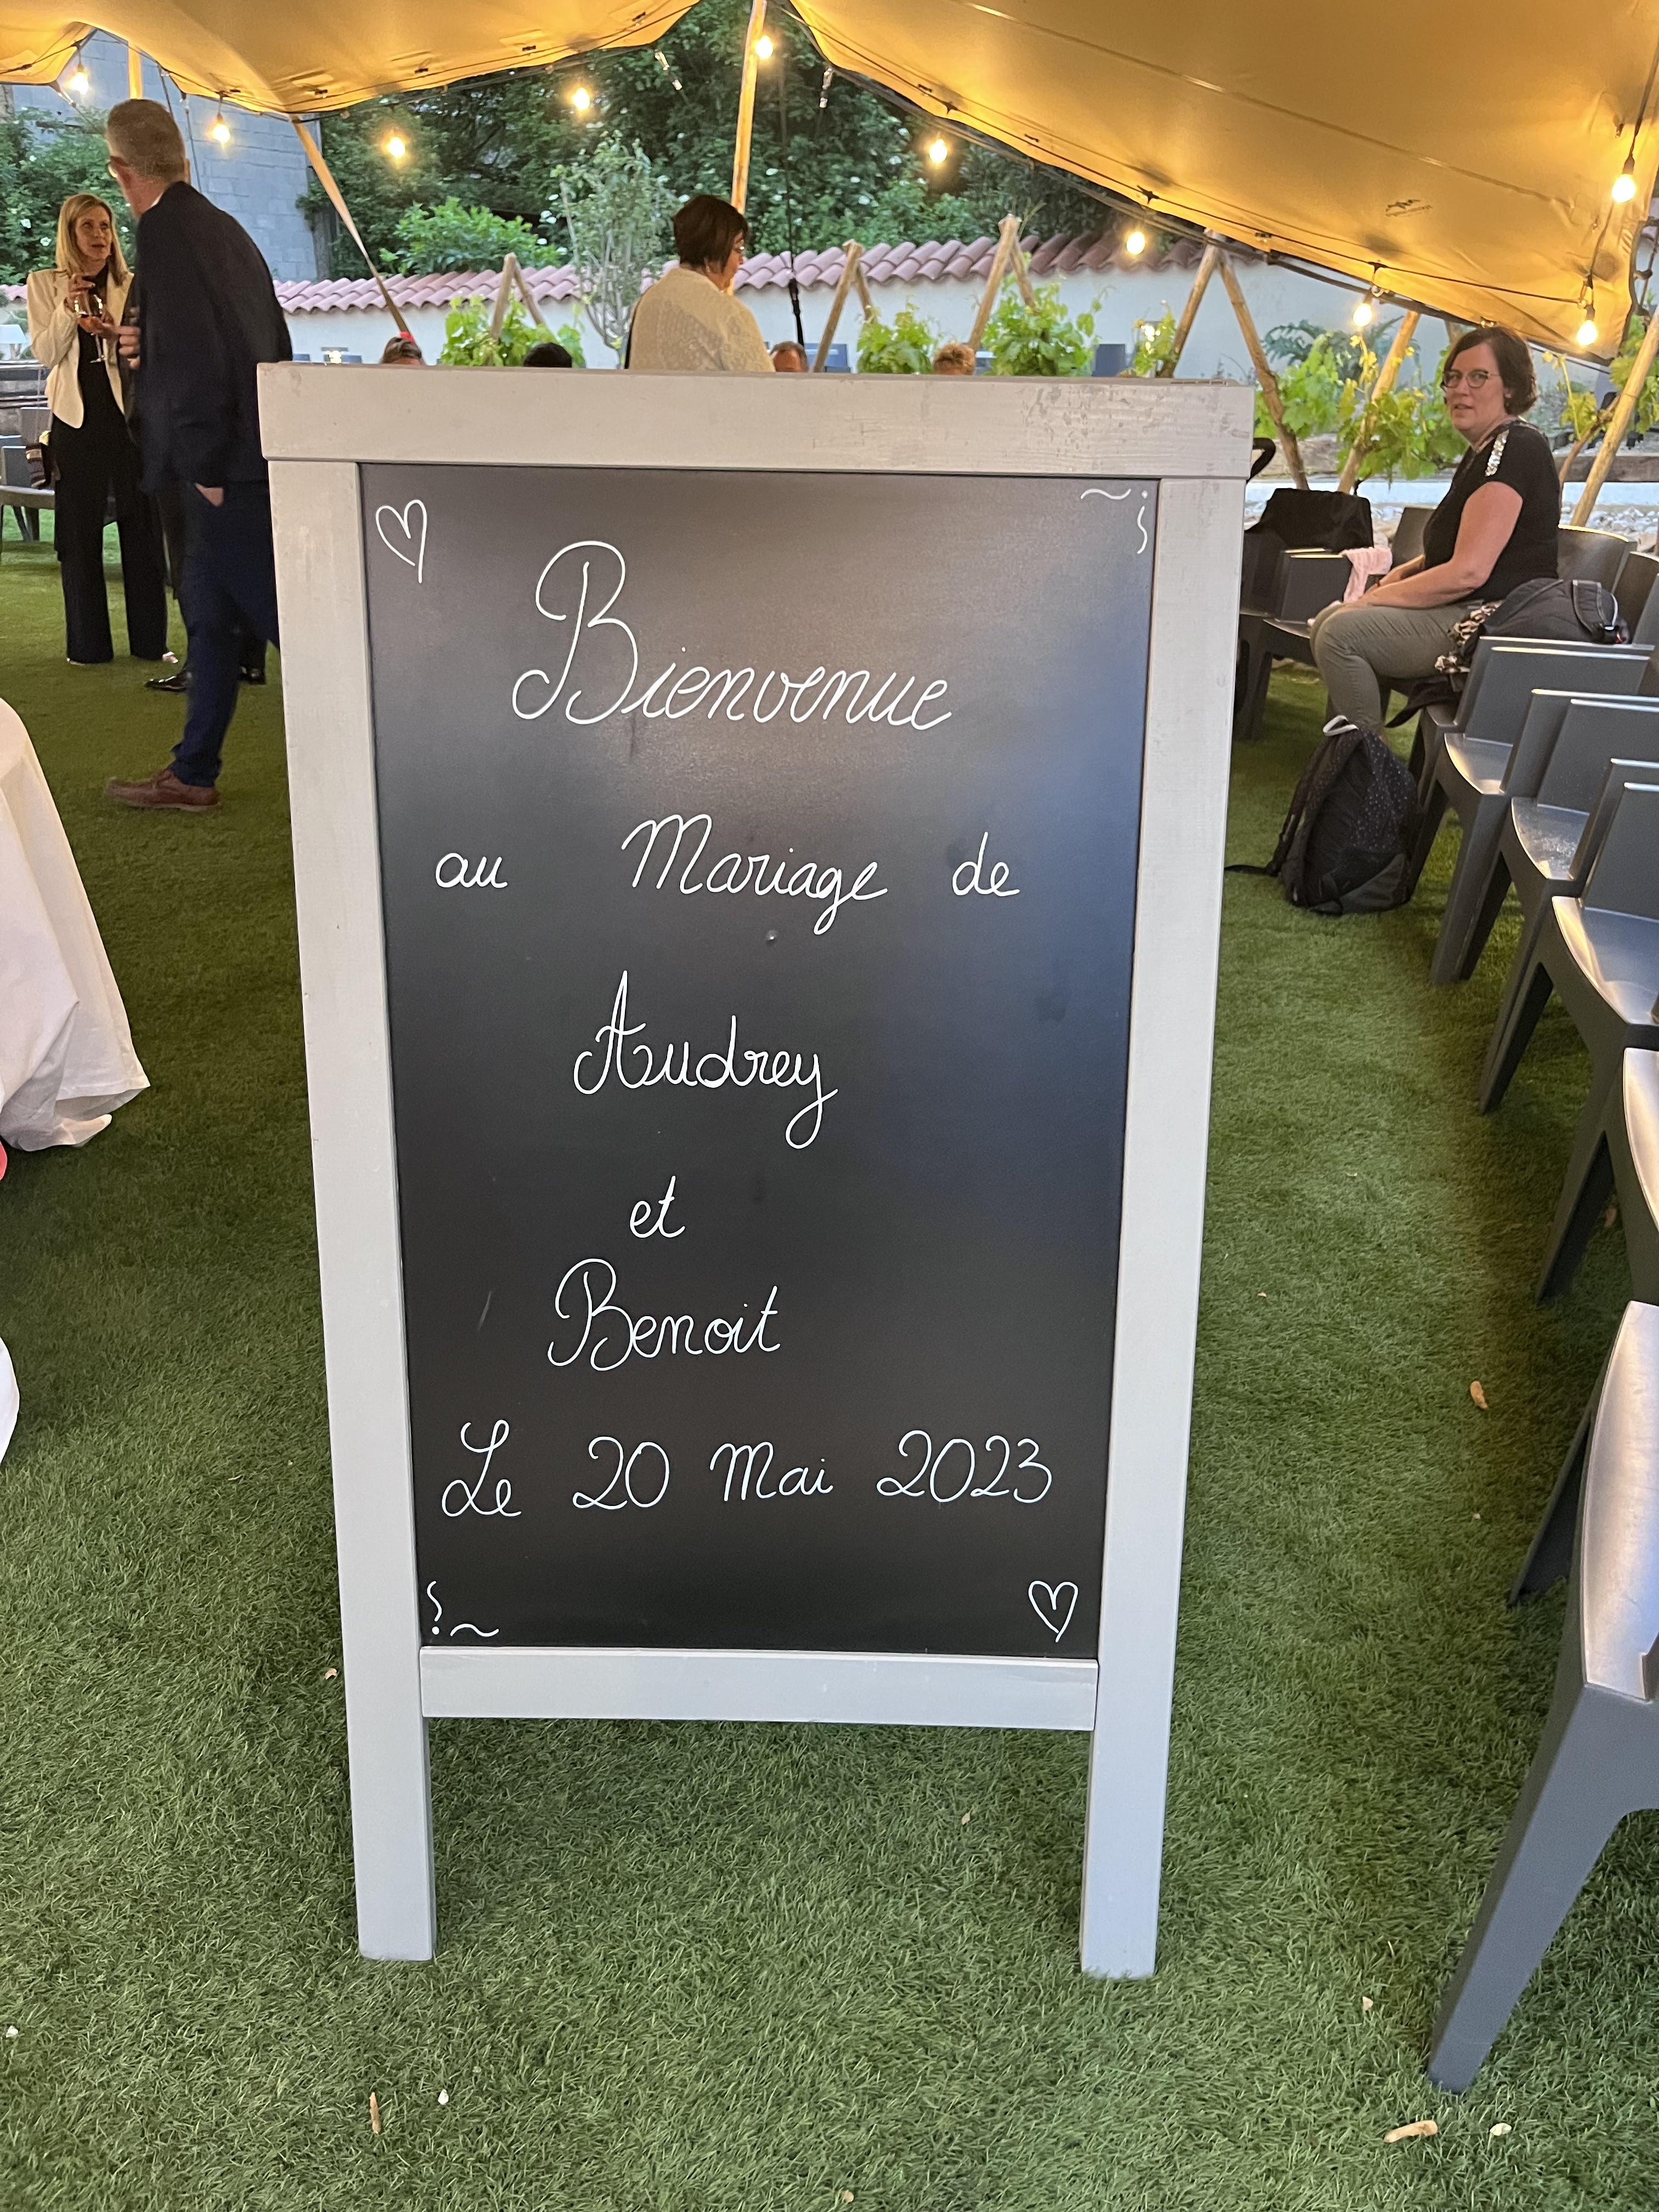 Bienvenue
au Mariage de
Audrey
et
Benoit
Le 20 Mai 2023